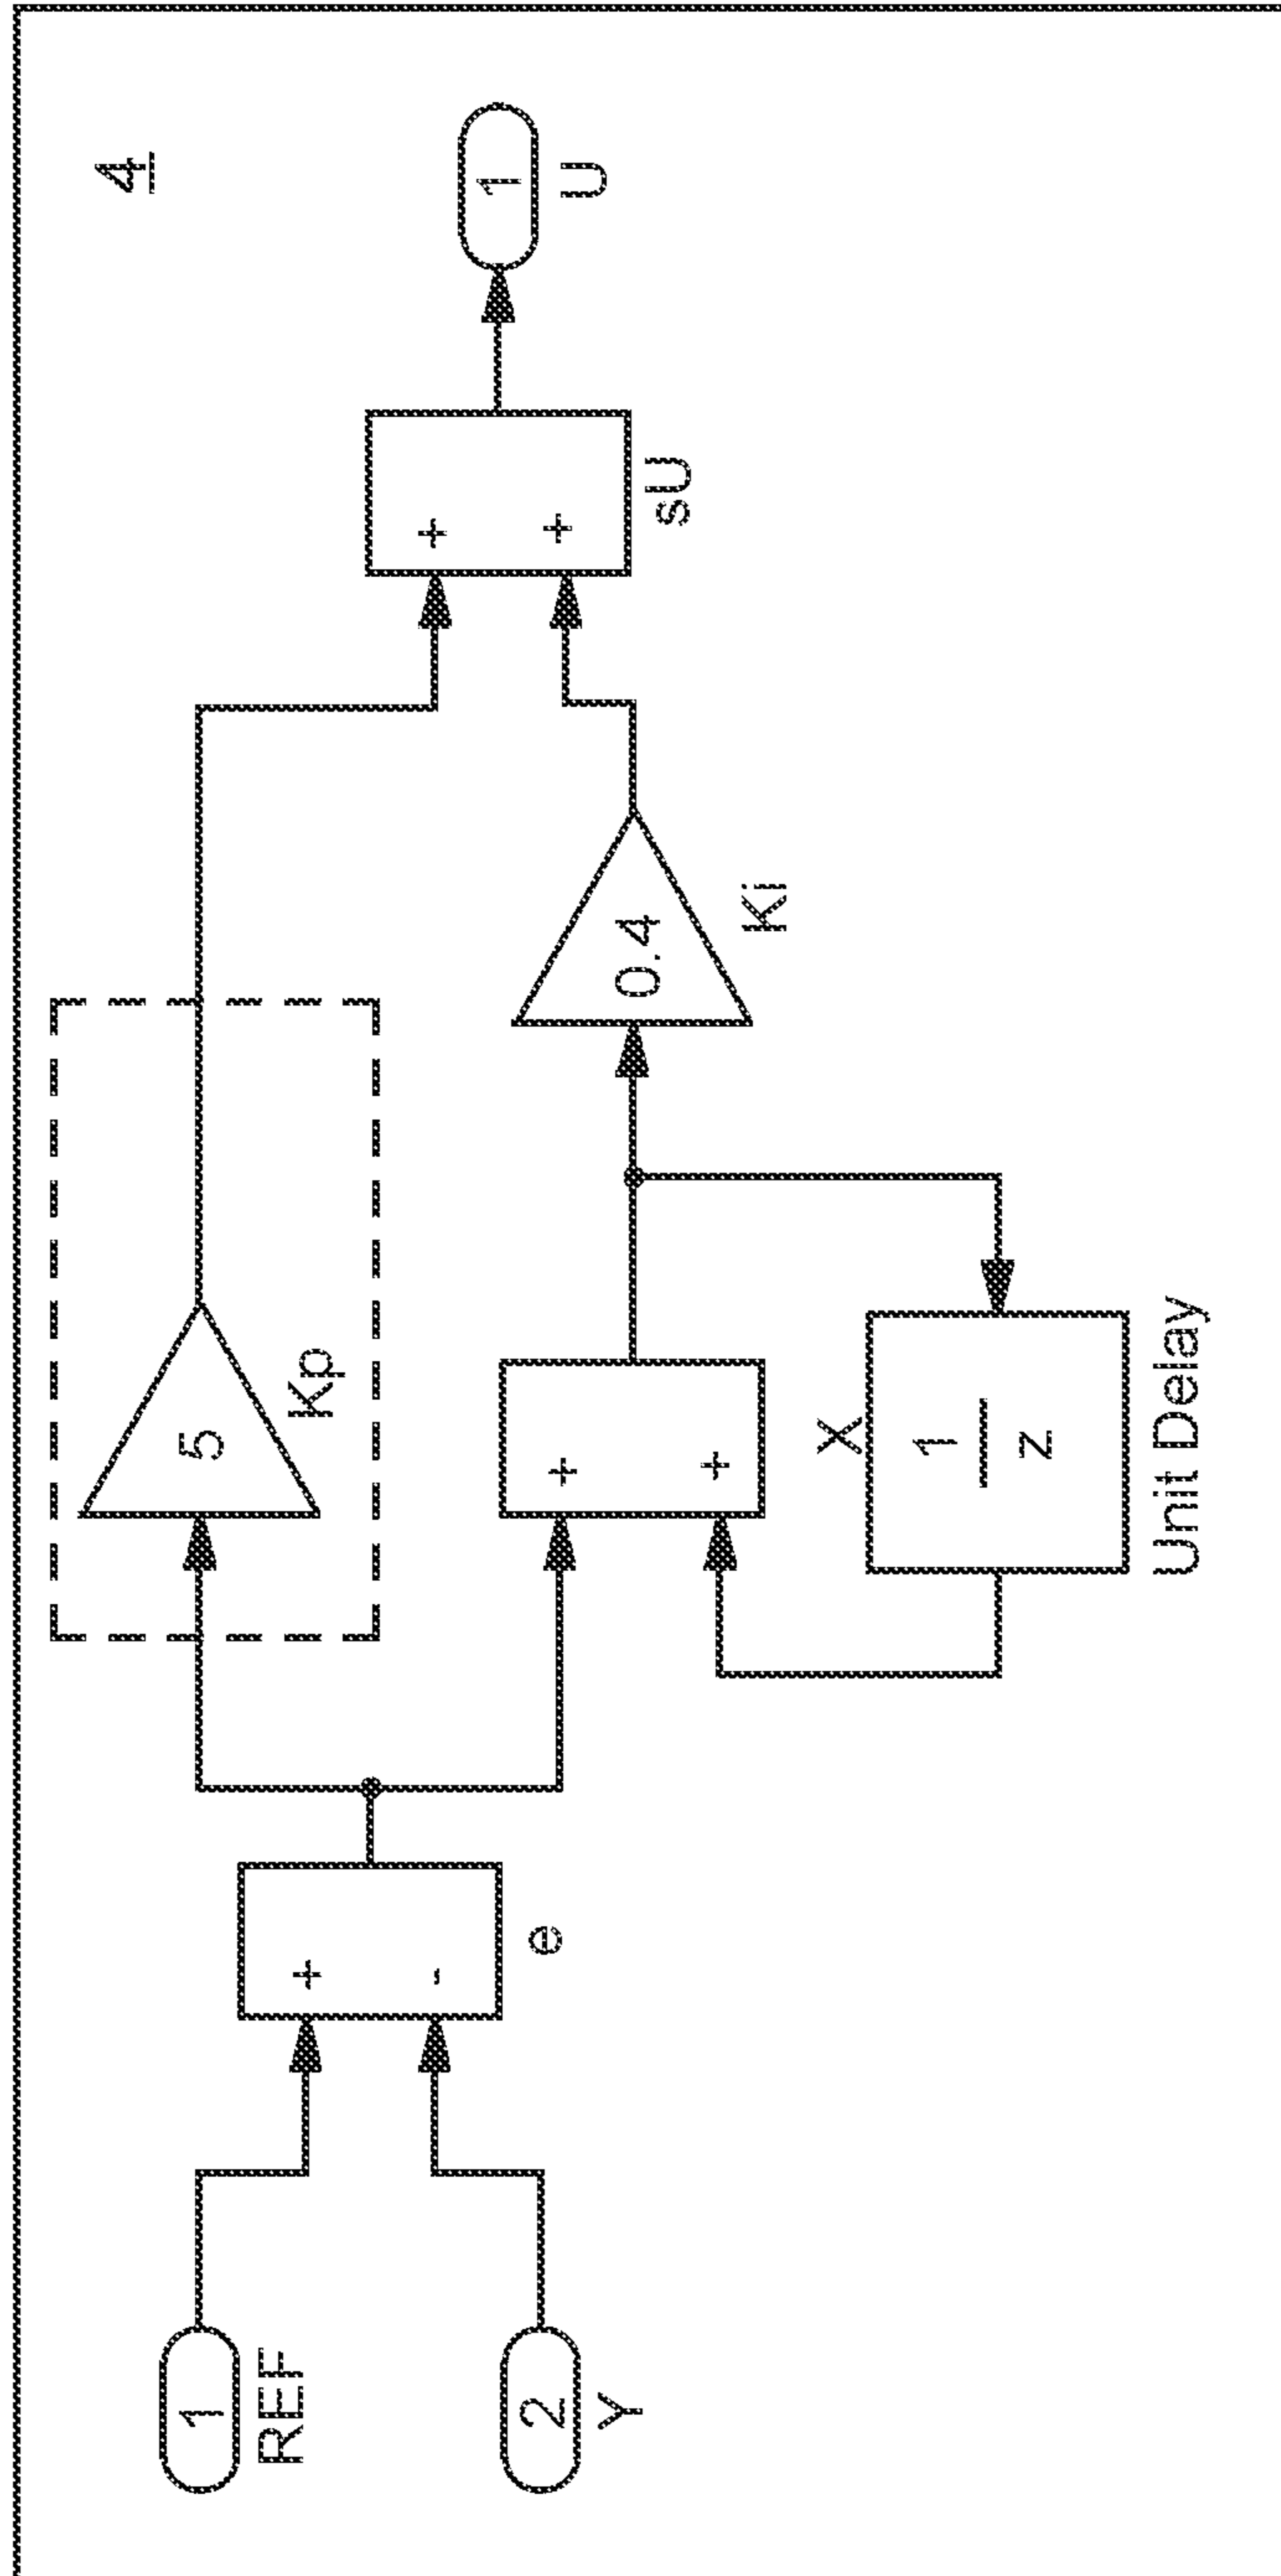 4
1
REF
2
Y
+
-
e
5
Kp
+
+
X
1
z
Unit Delay
0.4
Ki
+
+
sU
1
U